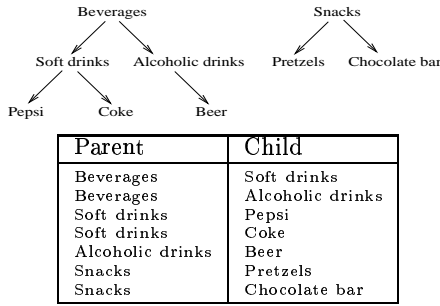 Beverages Snacks
Soft drinks Alcoholic drinks Pretzels Chocolate bar
Pepsi Coke Beer
Parent Child
Beverages Soft drinks
Beverages Alcoholic drinks
Soft drinks Pepsi
Soft drinks Coke
Alcoholic drinks Beer
Snacks Pretzels
Snacks Chocolate bar